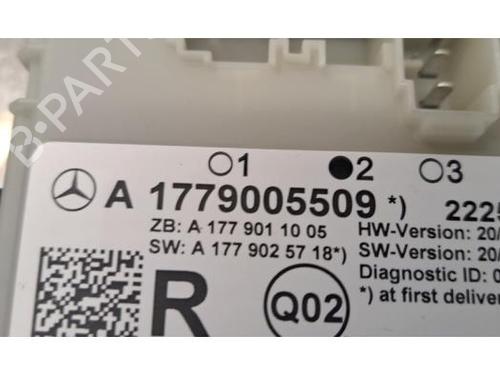 B-PARTS
1 2 3
A 1779005509 *) 2225
ZB: A 177 901 10 05 HW-Version: 20/
SW: A 177 902 57 18*) SW-Version: 20/
Diagnostic ID: 0
R Q02 *) at first deliver